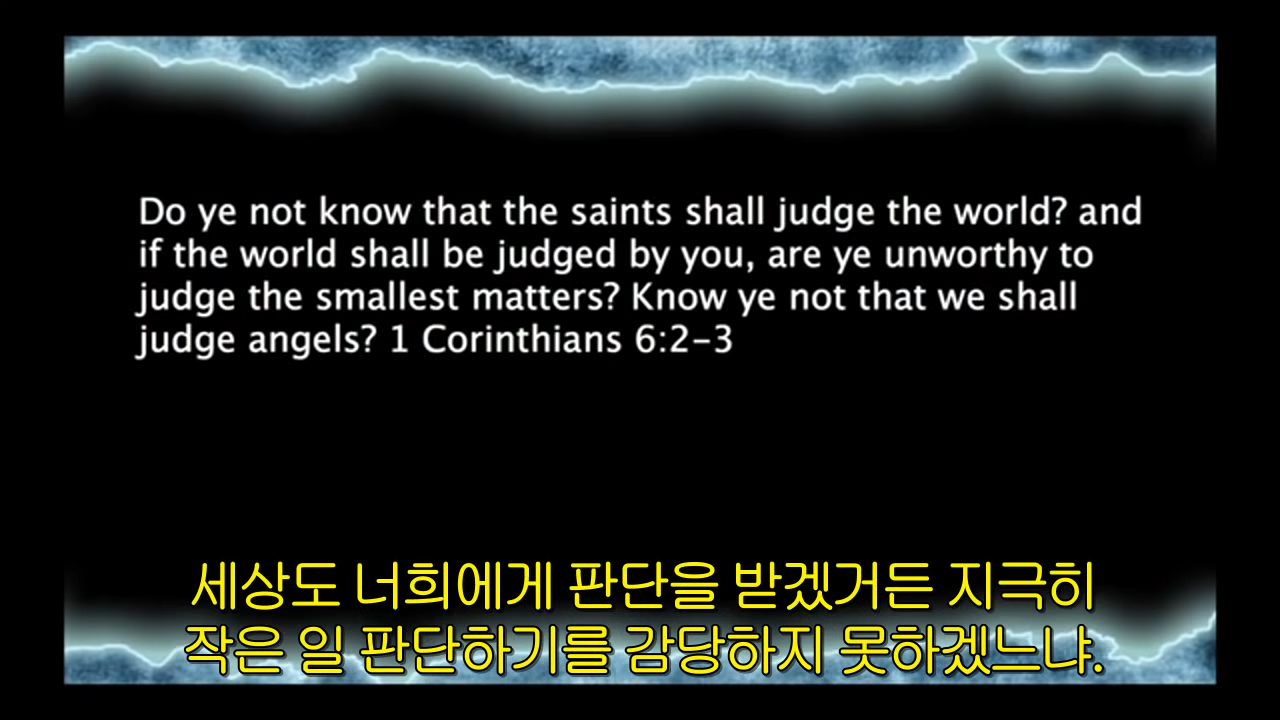 Do ye not know that the saints shall judge the world? and
if the world shall be judged by you, are ye unworthy to
judge the smallest matters? Know ye not that we shall
judge angels? 1 Corinthians 6:2-3
세상도 너희에게 판단을 받겠거든 지극히
작은 일 판단하기를 감당하지 못하겠느냐.